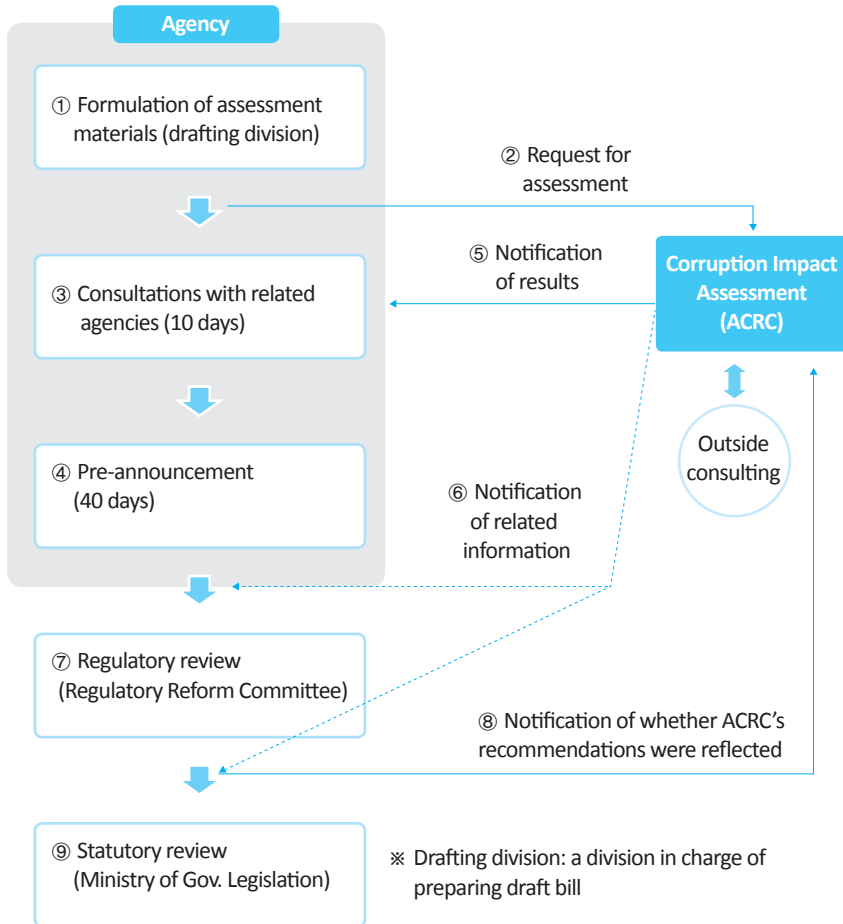 Agency
① Formulation of assessment
materials (drafting division)
② Request for
assessment
③ Consultations with related
agencies (10 days)
⑤ Notification
of results
Corruption Impact
Assessment
(ACRC)
Outside
consulting
④ Pre-announcement
(40 days)
⑥ Notification
of related
information
⑦ Regulatory review
(Regulatory Reform Committee)
⑧ Notification of whether ACRC’s
recommendations were reflected
⑨ Statutory review
(Ministry of Gov. Legislation)
※ Drafting division: a division in charge of
preparing draft bill